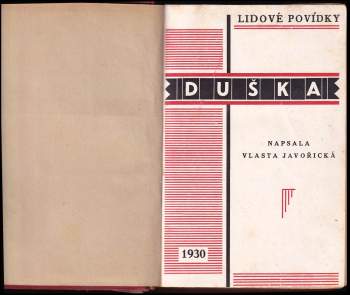 LIDOVÉ POVÍDKY
DUŠKA
NAPSALA
VLASTA JAVOŘICKÁ
1930